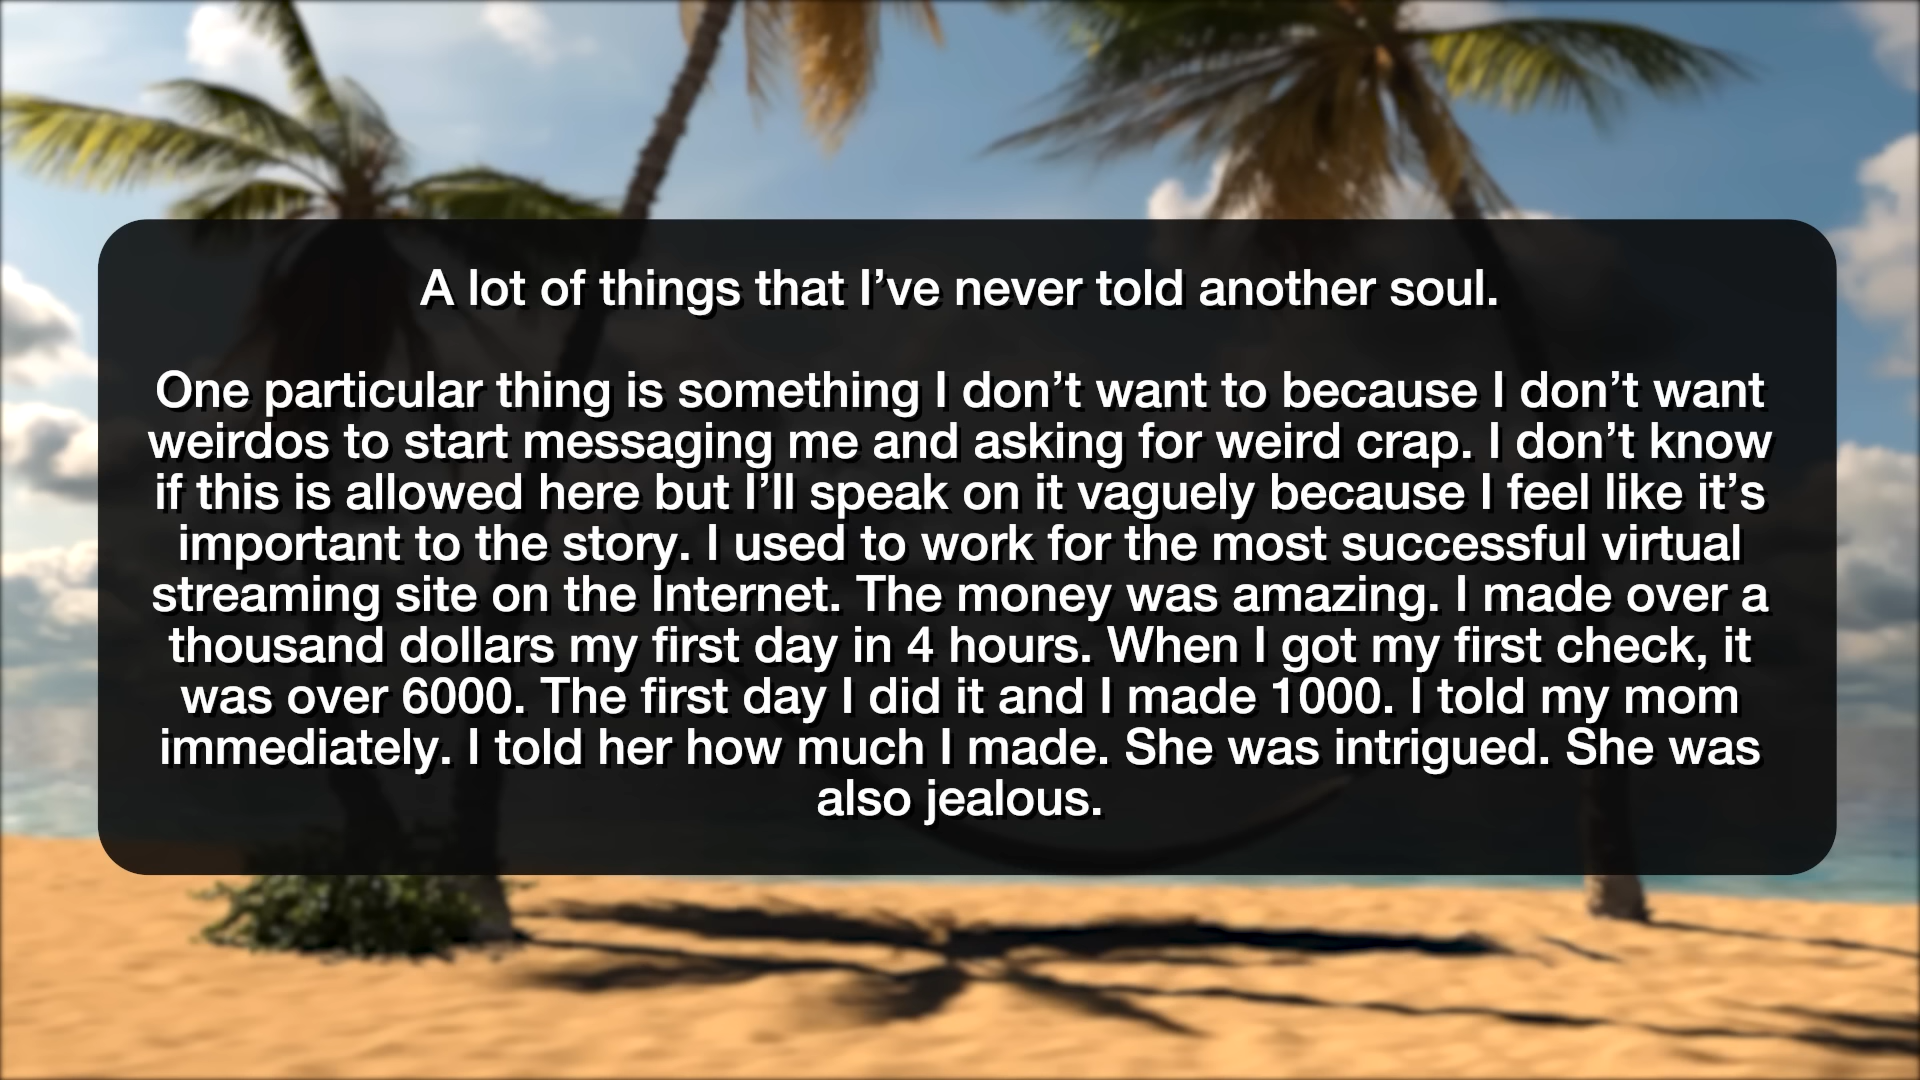 A lot of things that I’ve never told another soul.
One particular thing is something I don’t want to because I don’t want
weirdos to start messaging me and asking for weird crap. I don’t know
if this is allowed here but I’ll speak on it vaguely because I feel like it’s
important to the story. I used to work for the most successful virtual
streaming site on the Internet. The money was amazing. I made over a
thousand dollars my first day in 4 hours. When I got my first check, it
was over 6000. The first day I did it and I made 1000. I told my mom
immediately. I told her how much I made. She was intrigued. She was
also jealous.